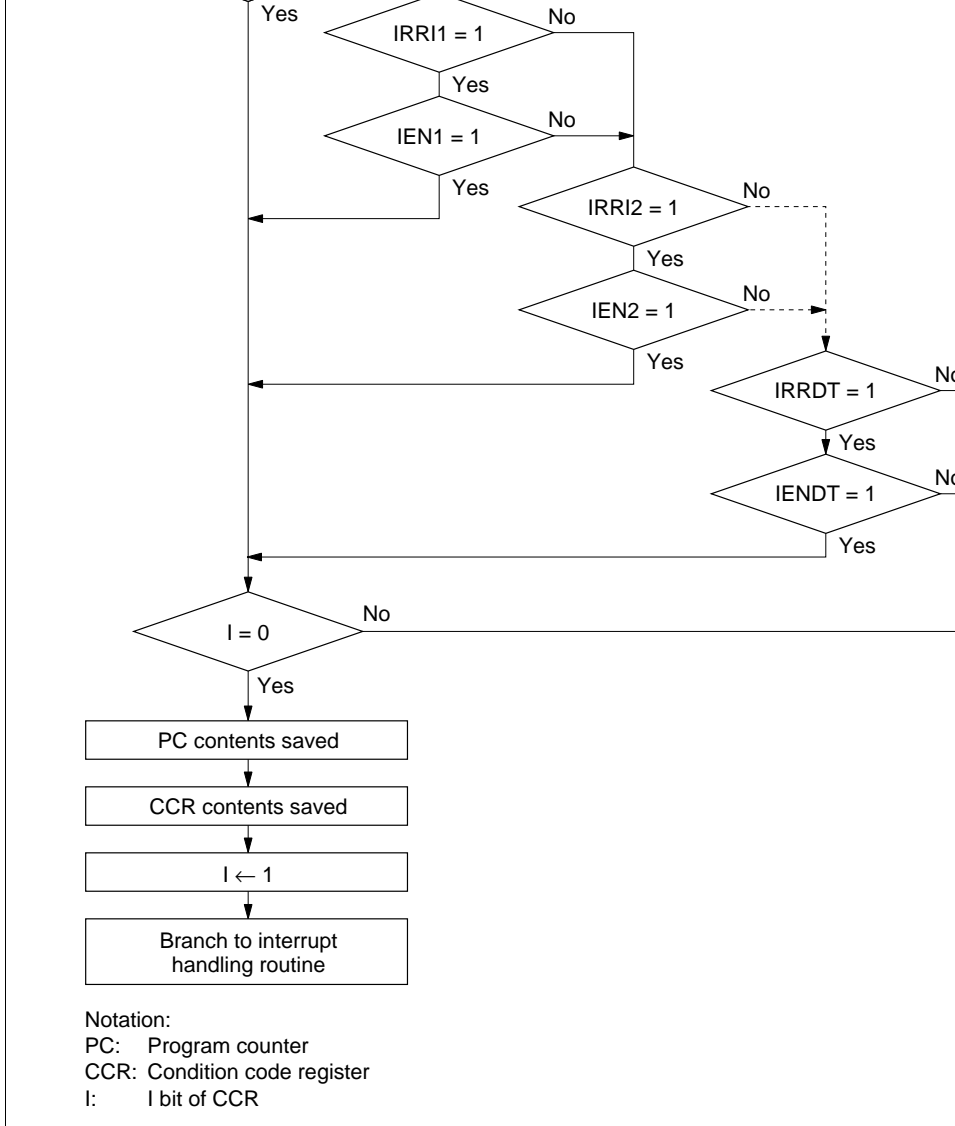 Yes
IRRI1 = 1
No
Yes
IEN1 = 1
No
Yes
IRRI2 = 1
No
Yes
IEN2 = 1
No
Yes
IRRDT = 1
Yes
IENDT = 1
Yes
I = 0
No
Yes
PC contents saved
CCR contents saved
I ← 1
Branch to interrupt
handling routine
Notation:
PC: Program counter
CCR: Condition code register
I: I bit of CCR